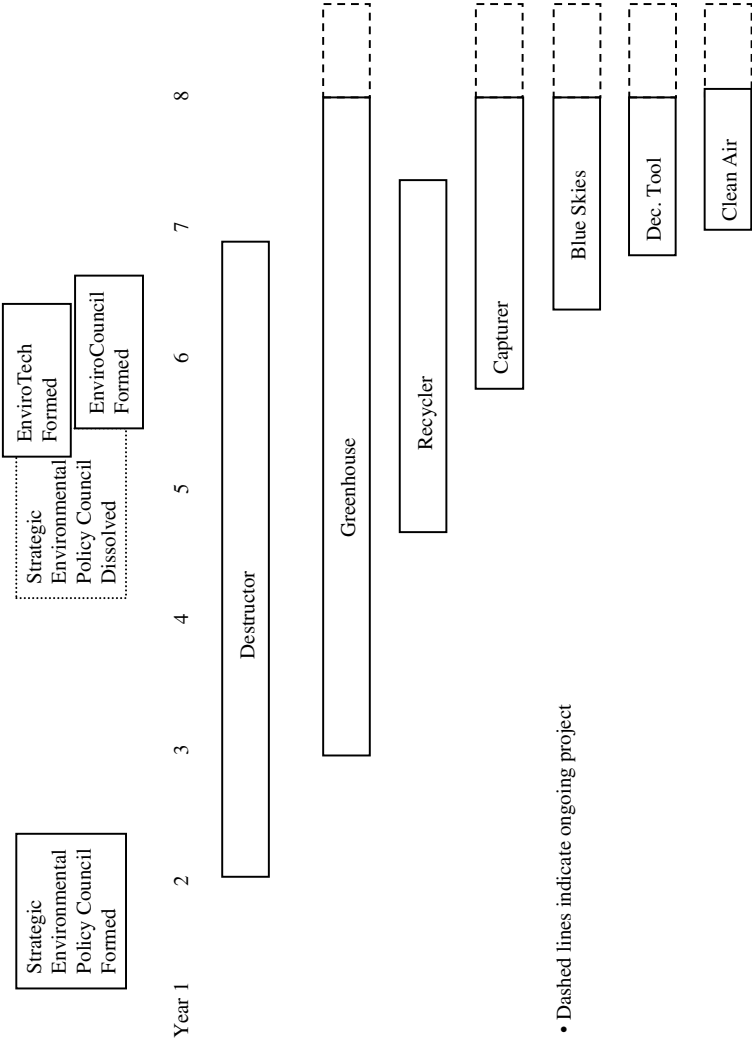 Strategic
Environmental
Policy Council
Formed
Strategic
Environmental
Policy Council
Dissolved
EnviroTech
Formed
EnviroCouncil
Formed
Year 1 2 3 4 5 6 7 8
Destructor
Greenhouse
Recycler
Capturer
Blue Skies
Dec. Tool
Clean Air
• Dashed lines indicate ongoing project